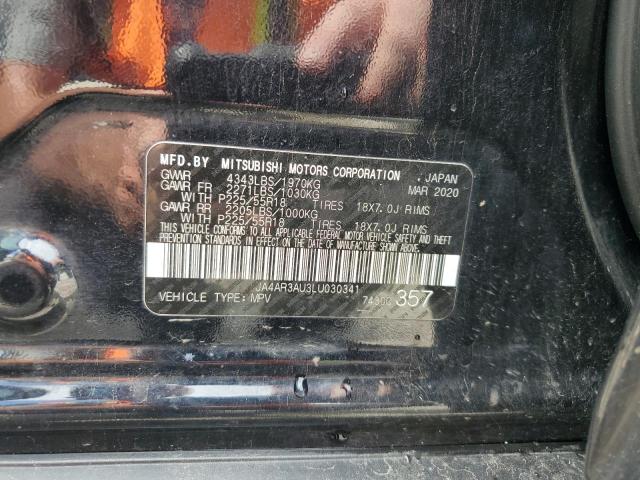 MFD.BY MITSUBISHI MOTORS CORPORATION , JAPAN
GVWR 4343LBS/1970KG MAR 2020
GAWR FR 2271LBS/1030KG
WITH P225/55R18 TIRES 18X7.0J RIMS
GAWR RR 2205LBS/1000KG
WITH P225/55R18 TIRES 18X7.0J RIMS
THIS VEHICLE CONFORMS TO ALL APPLICABLE FEDERAL MOTOR VEHICLE SAFETY AND THEFT
PREVENTION STANDARDS IN EFFECT ON THE DATE OF MANUFACTURE SHOWN ABOVE.
JA4AR3AU3LU030341
VEHICLE TYPE: MPV 357